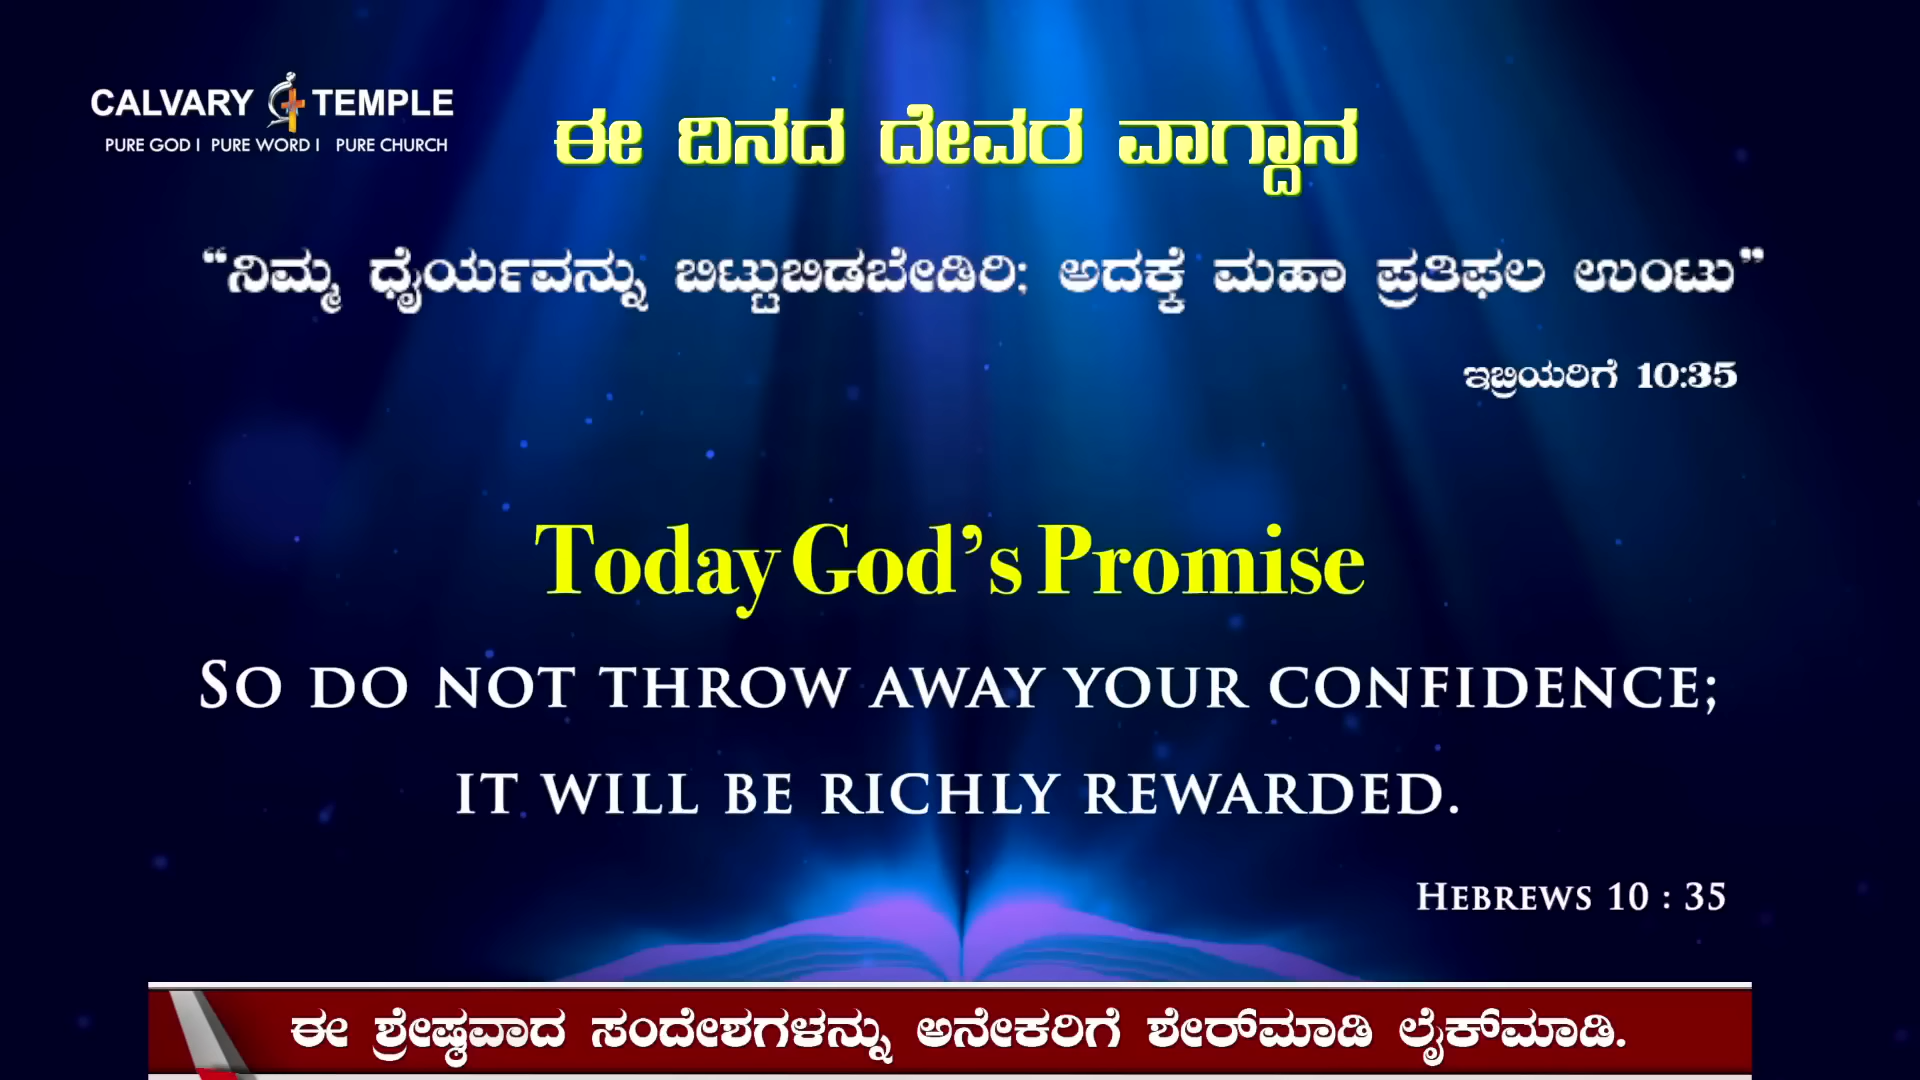 CALVARY TEMPLE
PURE GOD | PURE WORD | PURE CHURCH
ಈ ದಿನದ ದೇವರ ವಾಗ್ದಾನ
“ನಿಮ್ಮ ಧೈರ್ಯವನ್ನು ಬಿಟ್ಟುಬಿಡಬೇಡಿರಿ; ಅದಕ್ಕೆ ಮಹಾ ಪ್ರತಿಫಲ ಉಂಟು”
ಇಬ್ರಿಯರಿಗೆ 10:35
Today God’s Promise
So do not throw away your confidence;
it will be richly rewarded.
Hebrews 10 : 35
ಈ ಶ್ರೇಷ್ಠವಾದ ಸಂದೇಶಗಳನ್ನು ಅನೇಕರಿಗೆ ಶೇರ್‌ಮಾಡಿ ಲೈಕ್‌ಮಾಡಿ.